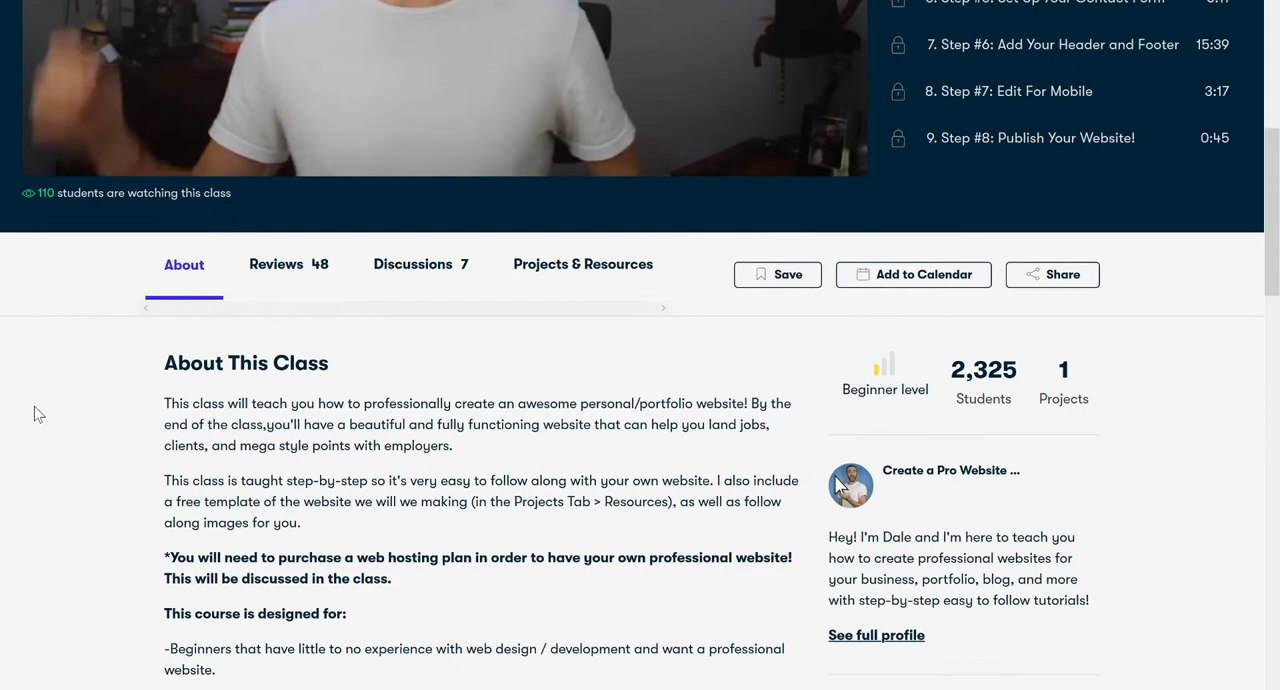 7. Step #6: Add Your Header and Footer 15:39
8. Step #7: Edit For Mobile 3:17
9. Step #8: Publish Your Website! 0:45
110 students are watching this class
About Reviews 48 Discussions 7 Projects & Resources Save Add to Calendar Share
About This Class
This class will teach you how to professionally create an awesome personal/portfolio website! By the
end of the class,you'll have a beautiful and fully functioning website that can help you land jobs,
clients, and mega style points with employers.
This class is taught step-by-step so it's very easy to follow along with your own website. I also include
a free template of the website we will we making (in the Projects Tab > Resources), as well as follow
along images for you.
*You will need to purchase a web hosting plan in order to have your own professional website!
This will be discussed in the class.
This course is designed for:
-Beginners that have little to no experience with web design / development and want a professional
website.
Beginner level
2,325
Students
1
Projects
Create a Pro Website ...
Hey! I'm Dale and I'm here to teach you
how to create professional websites for
your business, portfolio, blog, and more
with step-by-step easy to follow tutorials!
See full profile